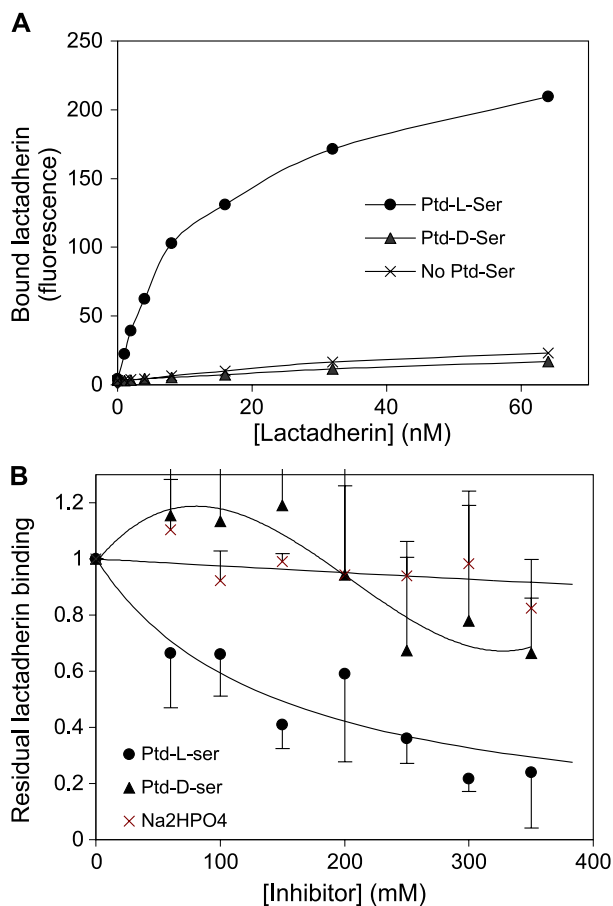 A
250
200
150
100
50
0
Bound lactadherin
(fluorescence)
Ptd-L-Ser
Ptd-D-Ser
No Ptd-Ser
0 20 40 60
[Lactadherin] (nM)
B
1.2
1
0.8
0.6
0.4
0.2
0
Residual lactadherin binding
Ptd-L-ser
Ptd-D-ser
Na2HPO4
0 100 200 300 400
[Inhibitor] (mM)